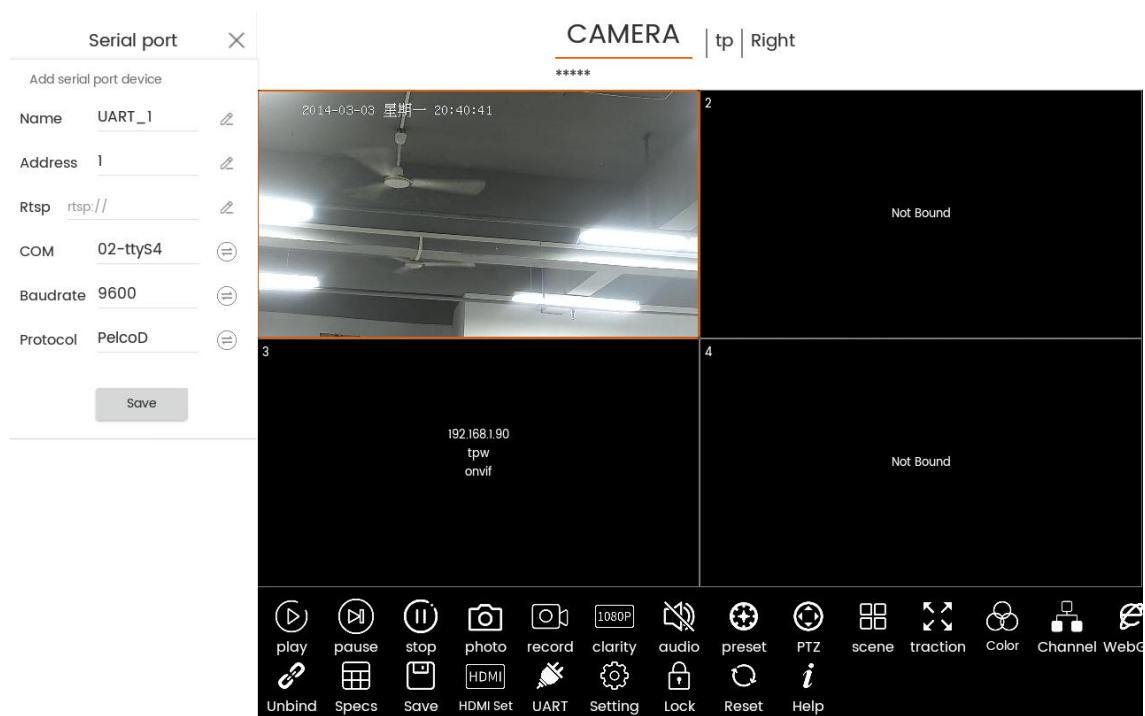 Serial port
Add serial port device
Name UART_1
Address 1
Rtsp rtsp://
COM 02-ttyS4
Baudrate 9600
Protocol PelcoD
Save
CAMERA tp Right
*****
2014-03-03 星期一 20:40:41
2
Not Bound
3
192.168.1.90
tpw
onvif
4
Not Bound
1080P
play pause stop photo record clarity audio preset PTZ scene traction Color Channel WebG
HDMI
Unbind Specs Save HDMI Set UART Setting Lock Reset Help